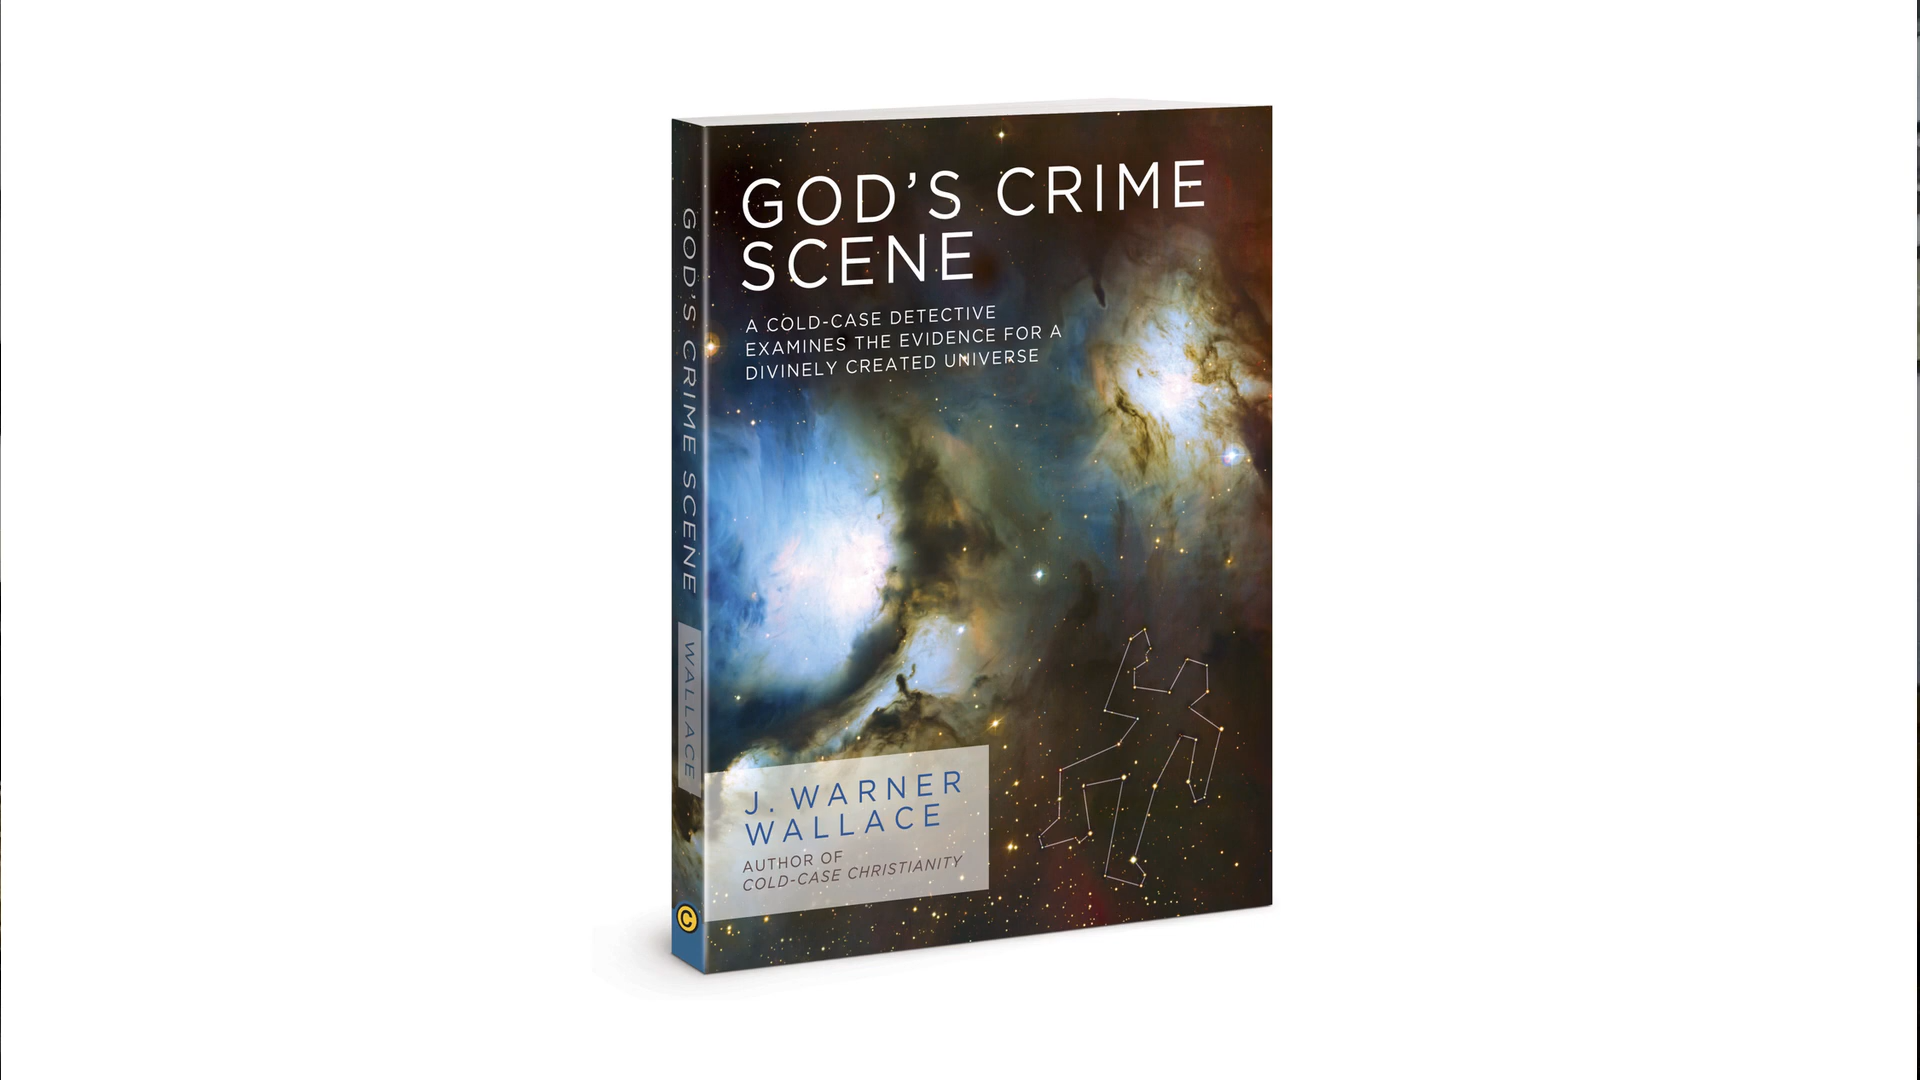 GOD'S CRIME SCENE
WALLACE
C
GOD'S CRIME
SCENE
A COLD-CASE DETECTIVE
EXAMINES THE EVIDENCE FOR A
DIVINELY CREATED UNIVERSE
J. WARNER
WALLACE
AUTHOR OF
COLD-CASE CHRISTIANITY